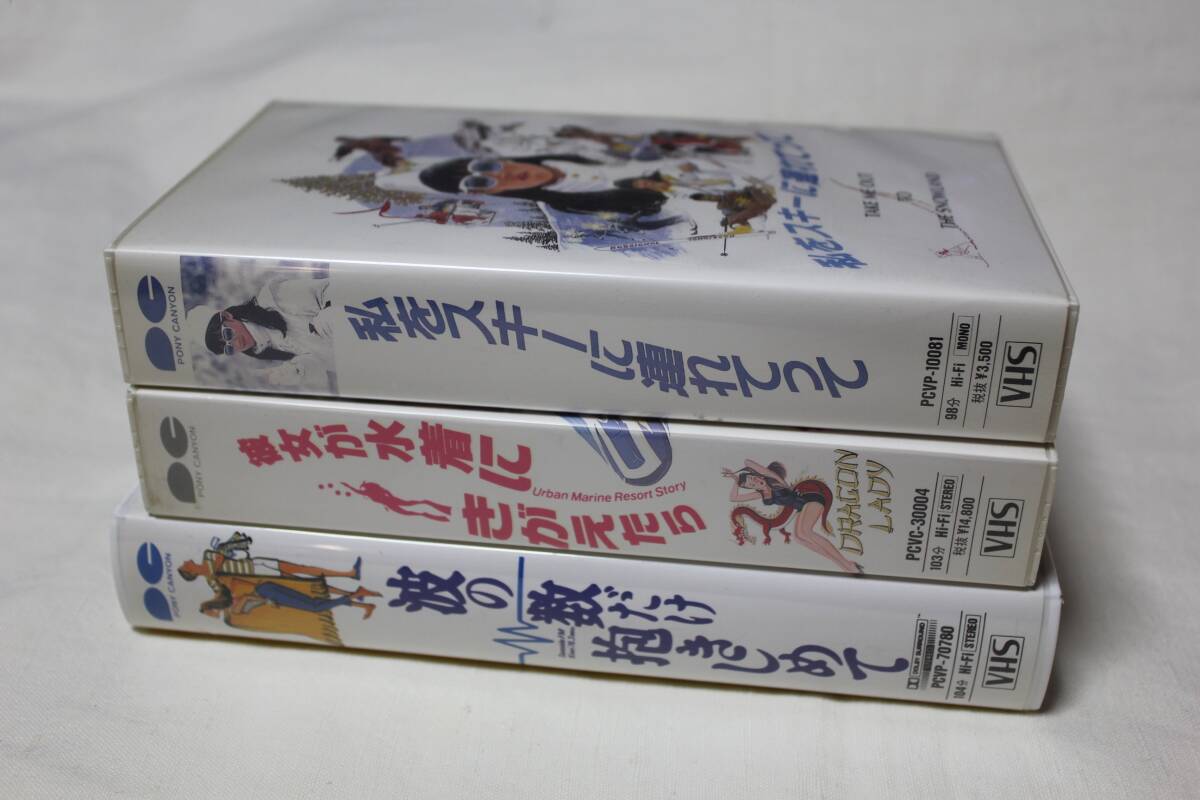 私をスキーに連れてって
TAKE ME OUT
TO
THE SNOWLAND
PONY CANYON
私をスキーに連れてって
PCVP-10081
98分 Hi-Fi MONO
税抜¥3,500
VHS
PONY CANYON
彼女が水着に
きがえたら
Urban Marine Resort Story
DRAGON
LADY
PCVC-30004
103分 Hi-Fi STEREO
税抜¥14,800
VHS
PONY CANYON
波の数だけ
抱きしめて
DOLBY SURROUND
PCVP-70780
104分 Hi-Fi STEREO
VHS